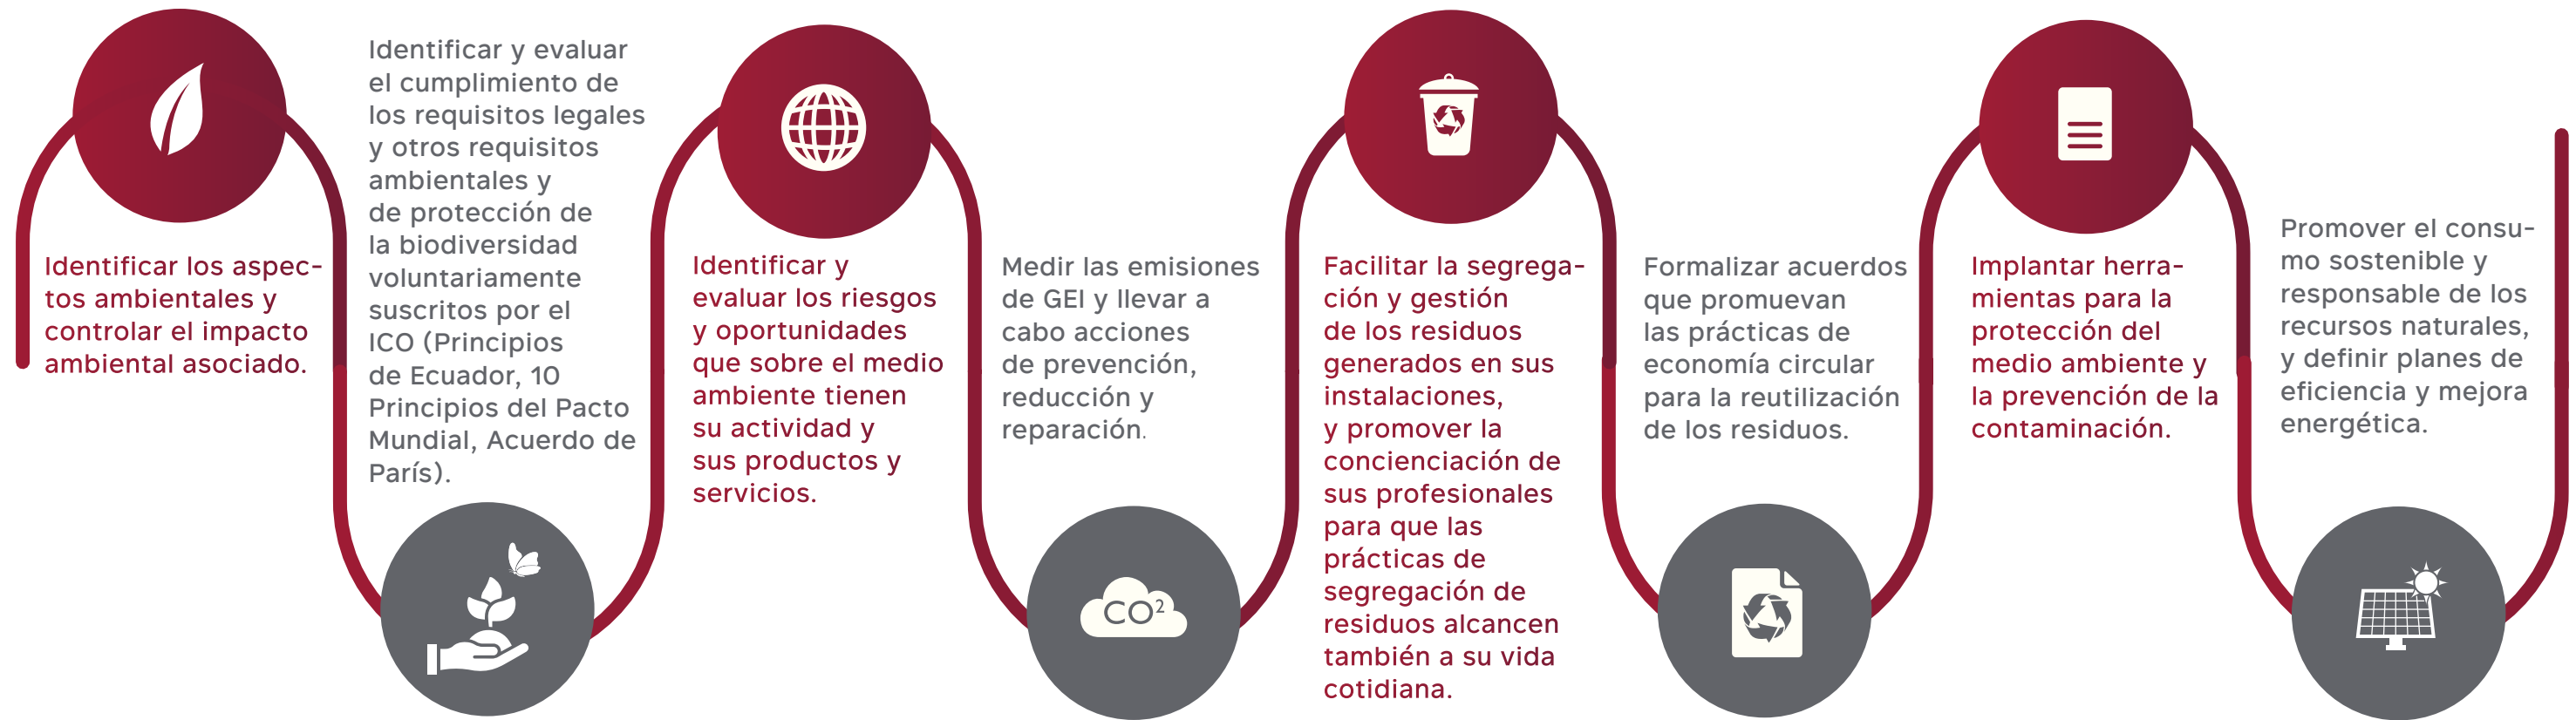 Identificar los aspec-
tos ambientales y
controlar el impacto
ambiental asociado.
Identificar y evaluar
el cumplimiento de
los requisitos legales
y otros requisitos
ambientales y
de protección de
la biodiversidad
voluntariamente
suscritos por el
ICO (Principios
de Ecuador, 10
Principios del Pacto
Mundial, Acuerdo de
París).
Identificar y
evaluar los riesgos
y oportunidades
que sobre el medio
ambiente tienen
su actividad y
sus productos y
servicios.
Medir las emisiones
de GEI y llevar a
cabo acciones
de prevención,
reducción y
reparación.
CO²
Facilitar la segrega-
ción y gestión
de los residuos
generados en sus
instalaciones,
y promover la
concienciación de
sus profesionales
para que las
prácticas de
segregación de
residuos alcancen
también a su vida
cotidiana.
Formalizar acuerdos
que promuevan
las prácticas de
economía circular
para la reutilización
de los residuos.
Implantar herra-
mientas para la
protección del
medio ambiente y
la prevención de la
contaminación.
Promover el consu-
mo sostenible y
responsable de los
recursos naturales,
y definir planes de
eficiencia y mejora
energética.